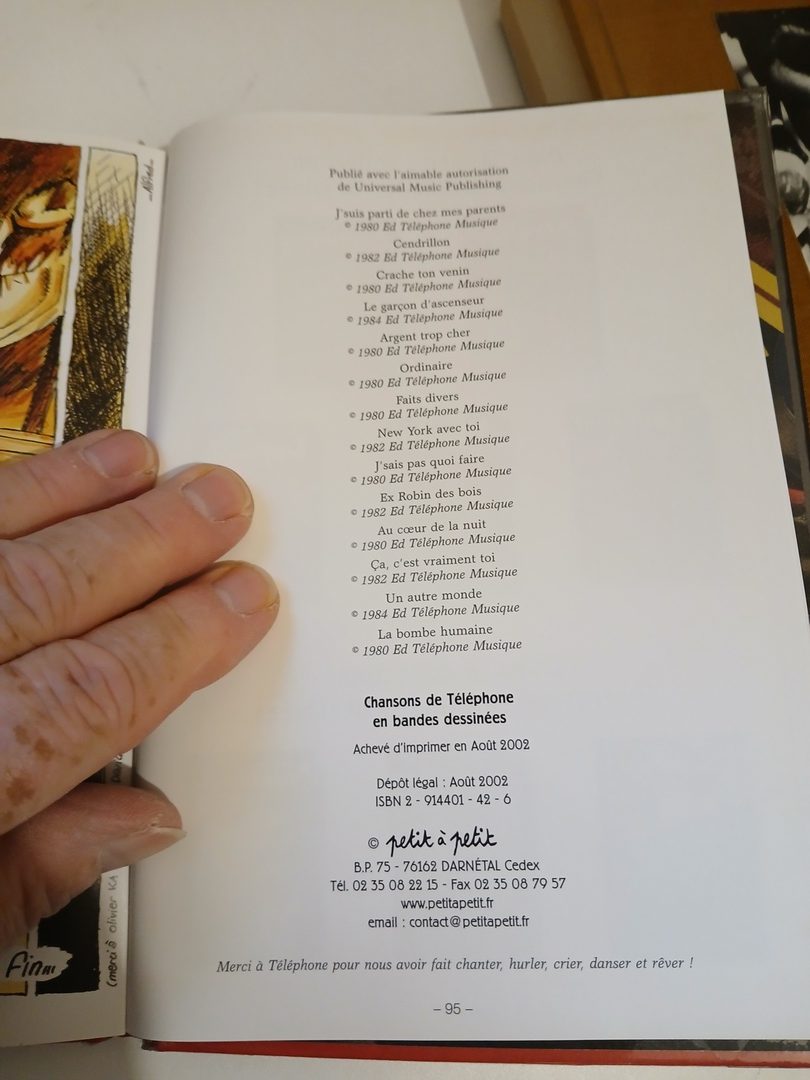 Publié avec l'aimable autorisation
de Universal Music Publishing
J'suis parti de chez mes parents
© 1980 Ed Téléphone Musique
Cendrillon
© 1982 Ed Téléphone Musique
Crache ton venin
© 1980 Ed Téléphone Musique
Le garçon d'ascenseur
© 1984 Ed Téléphone Musique
Argent trop cher
© 1980 Ed Téléphone Musique
Ordinaire
© 1980 Ed Téléphone Musique
Faits divers
© 1980 Ed Téléphone Musique
New York avec toi
© 1982 Ed Téléphone Musique
J'sais pas quoi faire
© 1980 Ed Téléphone Musique
Ex Robin des bois
© 1982 Ed Téléphone Musique
Au cœur de la nuit
© 1980 Ed Téléphone Musique
Ça, c'est vraiment toi
© 1982 Ed Téléphone Musique
Un autre monde
© 1984 Ed Téléphone Musique
La bombe humaine
© 1980 Ed Téléphone Musique
Chansons de Téléphone
en bandes dessinées
Achevé d'imprimer en Août 2002
Dépôt légal : Août 2002
ISBN 2 - 914401 - 42 - 6
© petit à petit
B.P. 75 - 76162 DARNÉTAL Cedex
Tél. 02 35 08 22 15 - Fax 02 35 08 79 57
www.petitapetit.fr
email : contact@petitapetit.fr
Merci à Téléphone pour nous avoir fait chanter, hurler, crier, danser et rêver !
– 95 –
Fin
(merci à olivier KA